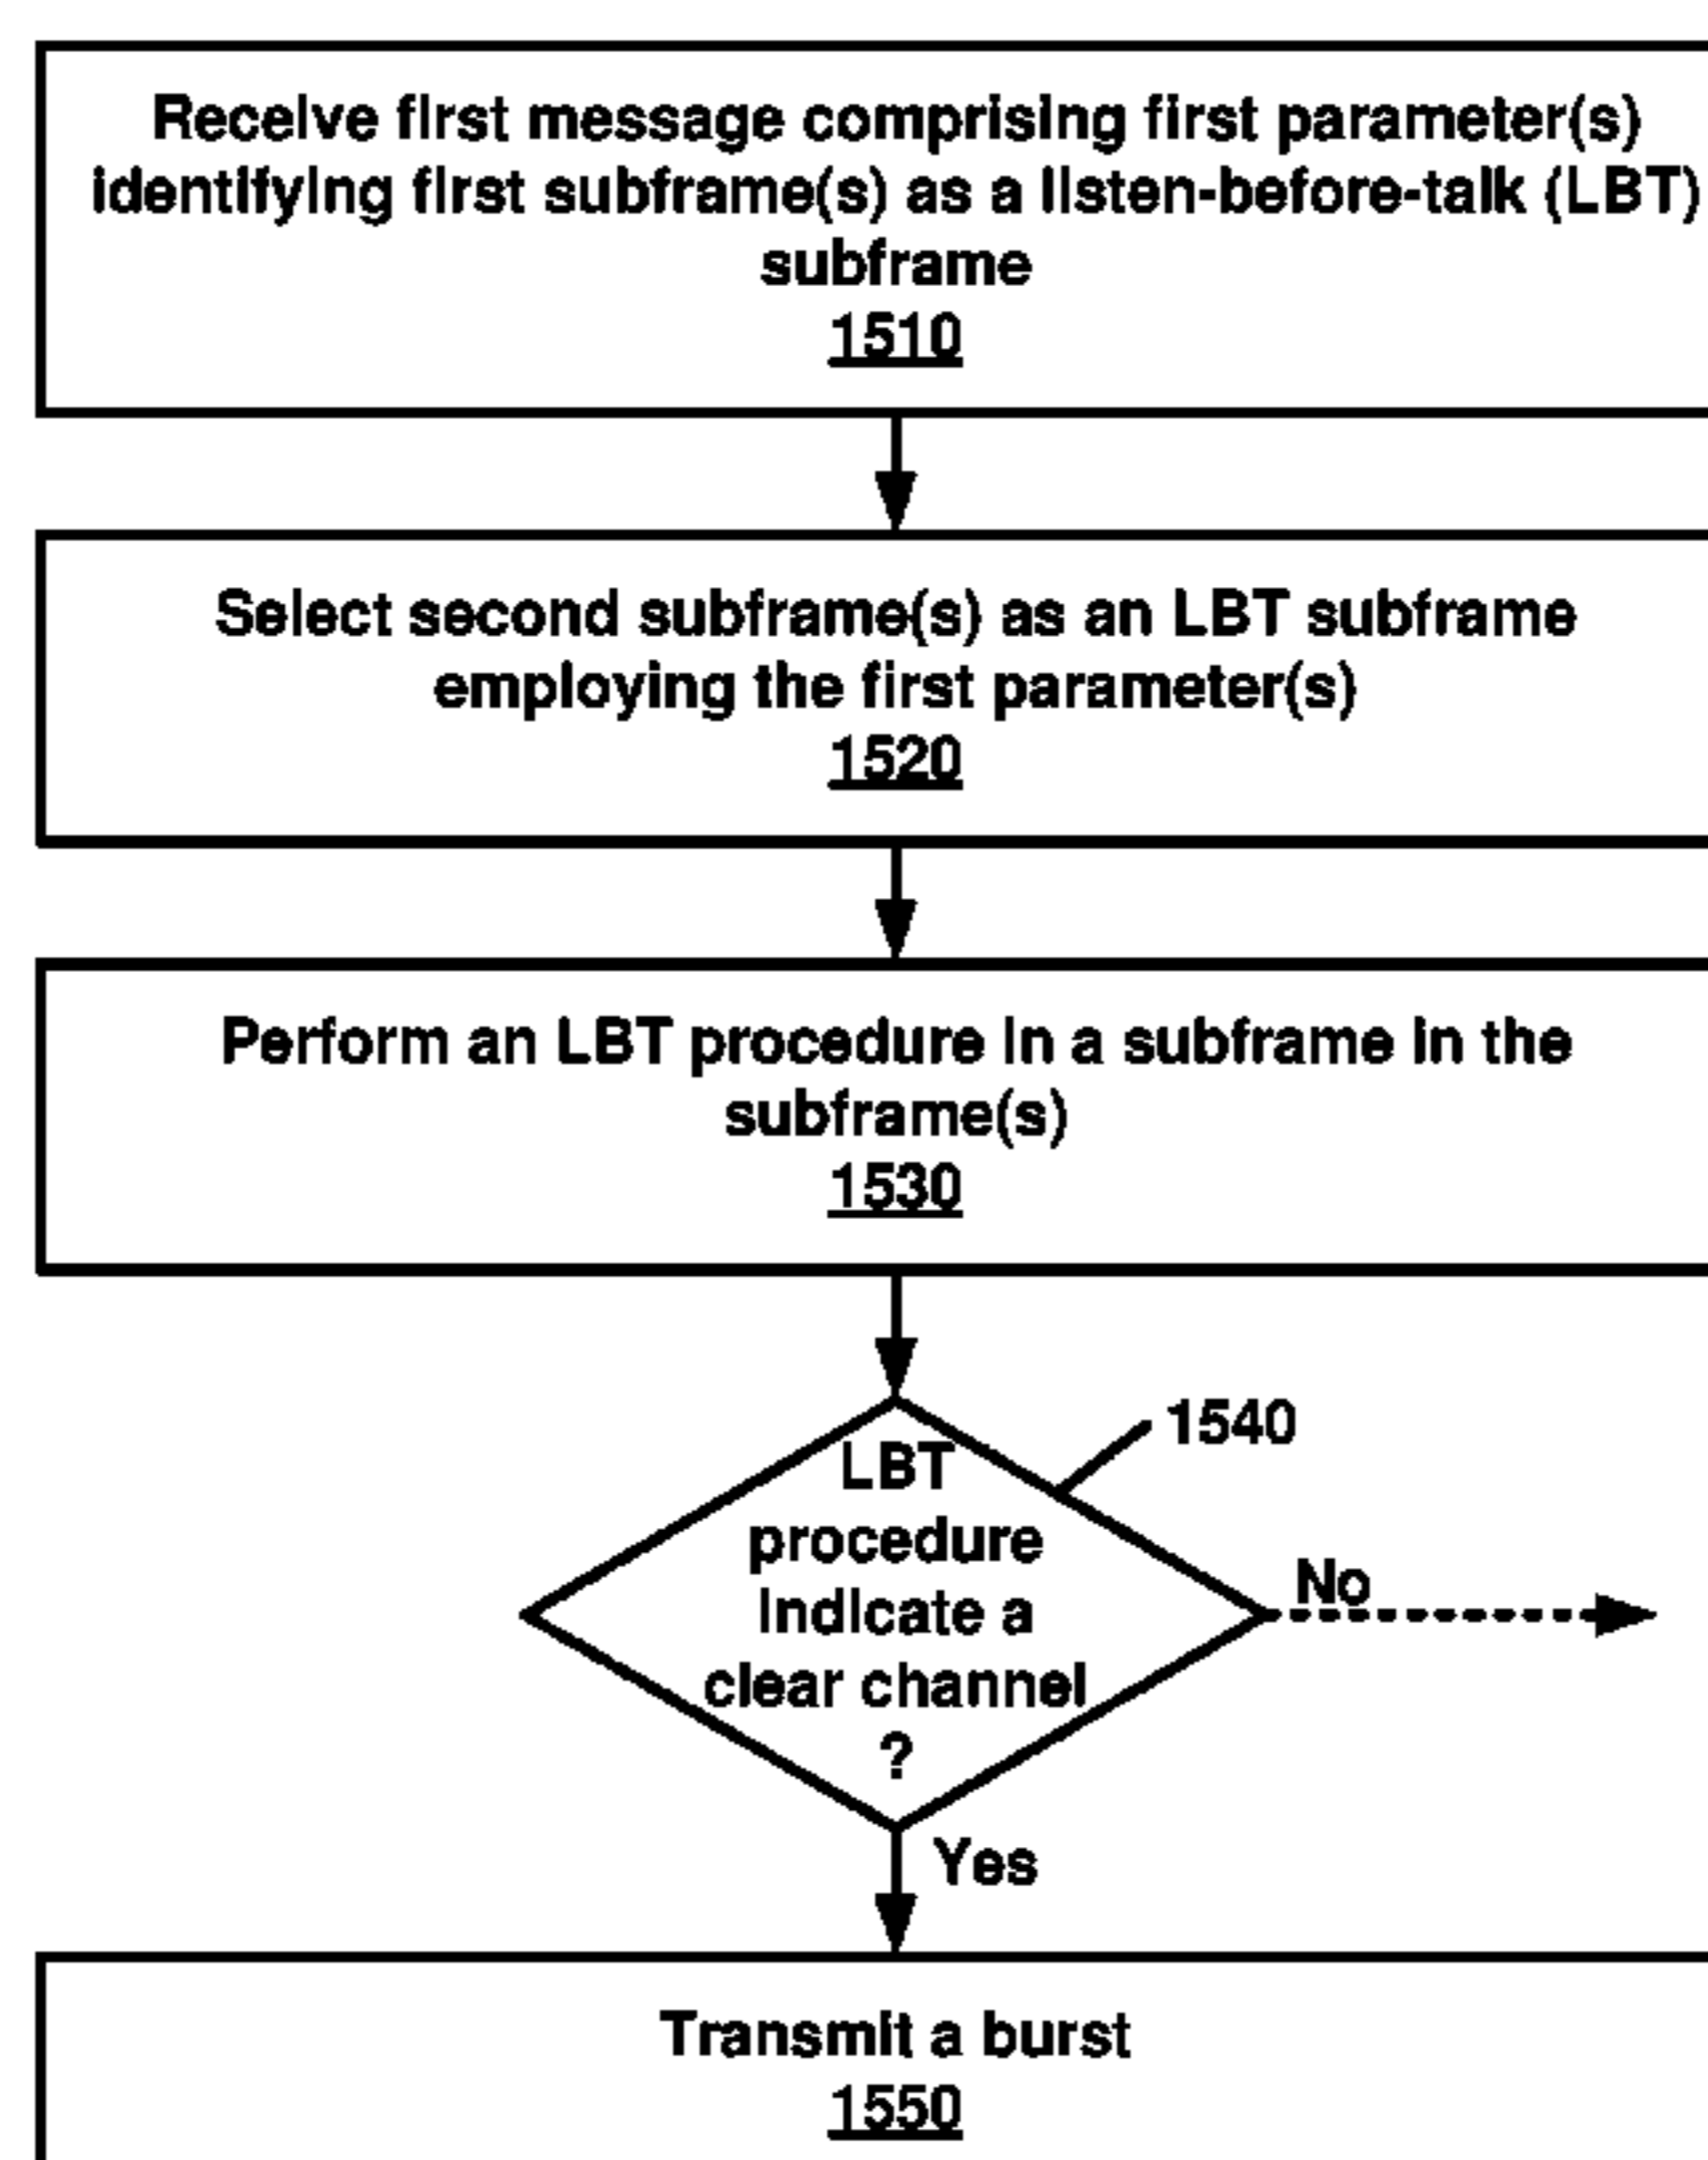 Receive first message comprising first parameter(s)
identifying first subframe(s) as a listen-before-talk (LBT)
subframe
1510
Select second subframe(s) as an LBT subframe
employing the first parameter(s)
1520
Perform an LBT procedure in a subframe in the
subframe(s)
1530
1540
LBT
procedure
indicate a
clear channel
?
No
Yes
Transmit a burst
1550